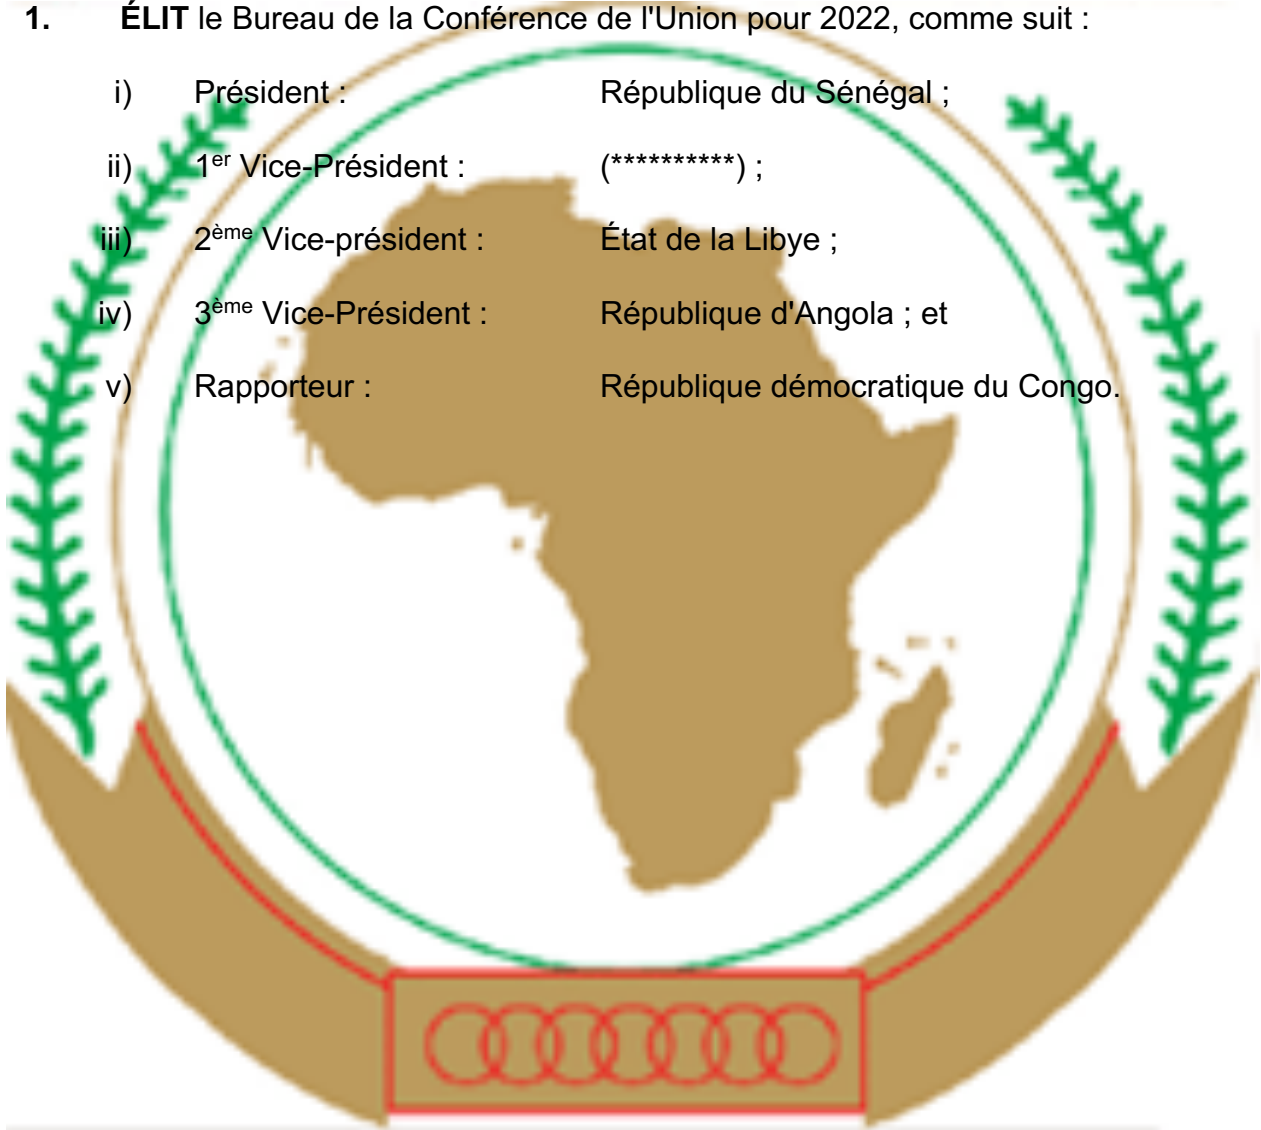 1. ÉLIT le Bureau de la Conférence de l'Union pour 2022, comme suit :
i) Président : République du Sénégal ;
ii) 1er Vice-Président : (**********) ;
iii) 2ème Vice-président : État de la Libye ;
iv) 3ème Vice-Président : République d'Angola ; et
v) Rapporteur : République démocratique du Congo.